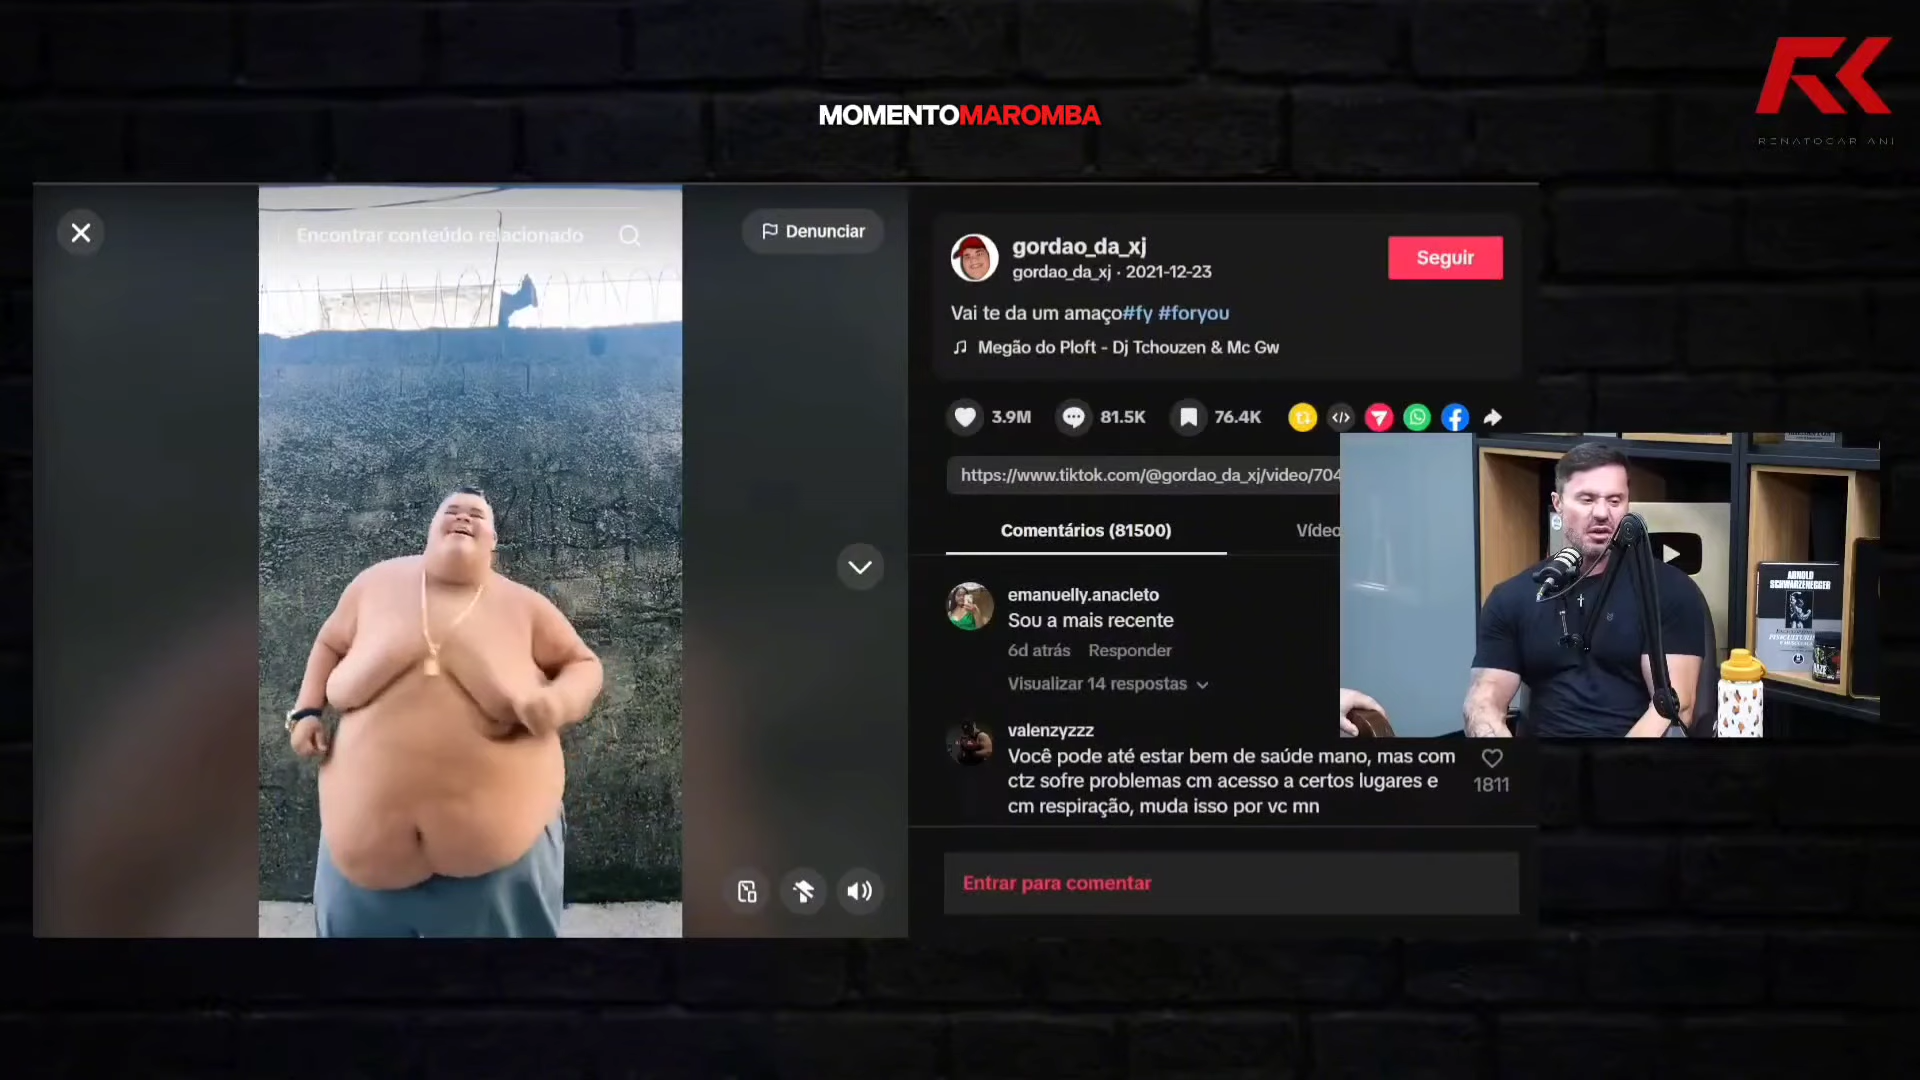 MOMENTOMAROMBA
RK
RENATOCARIANI
Encontrar conteúdo relacionado
Denunciar
gordao_da_xj
gordao_da_xj · 2021-12-23
Seguir
Vai te da um amaço#fy #foryou
Megão do Ploft - Dj Tchouzen & Mc Gw
3.9M
81.5K
76.4K
https://www.tiktok.com/@gordao_da_xj/video/704
Comentários (81500)
Vídeo
emanuelly.anacleto
Sou a mais recente
6d atrás Responder
Visualizar 14 respostas
valenzyzzz
Você pode até estar bem de saúde mano, mas com
ctz sofre problemas cm acesso a certos lugares e
cm respiração, muda isso por vc mn
1811
Entrar para comentar
ARNOLD
SCHWARZENEGGER